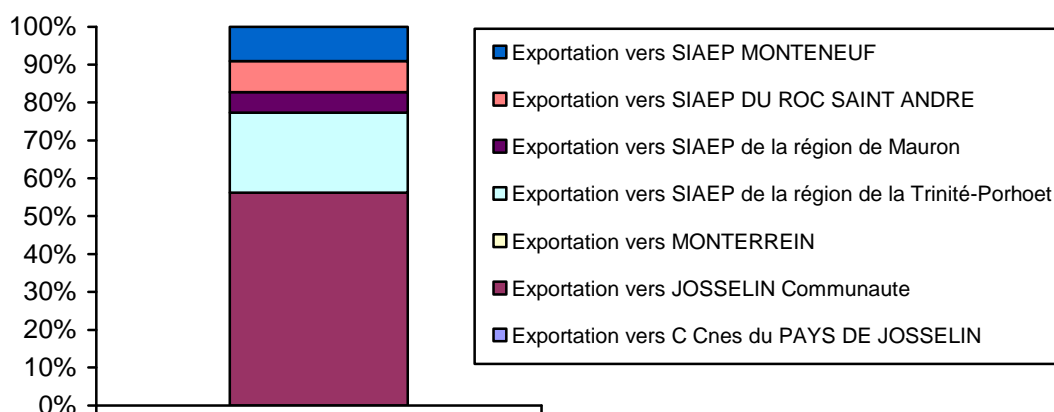 100%
90%
80%
70%
60%
50%
40%
30%
20%
10%
0%
Exportation vers SIAEP MONTENEUF
Exportation vers SIAEP DU ROC SAINT ANDRE
Exportation vers SIAEP de la région de Mauron
Exportation vers SIAEP de la région de la Trinité-Porhoet
Exportation vers MONTERREIN
Exportation vers JOSSELIN Communaute
Exportation vers C Cnes du PAYS DE JOSSELIN